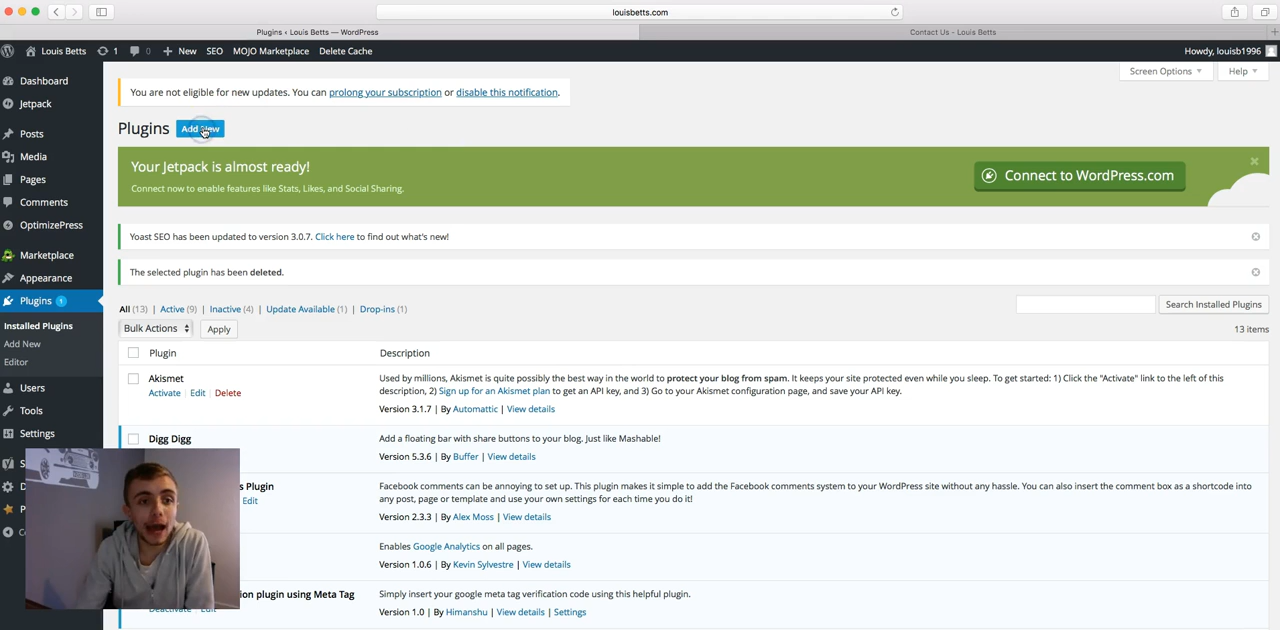 louisbetts.com
Plugins ‹ Louis Betts — WordPress
Contact Us - Louis Betts
Louis Betts 1 0 New SEO MOJO Marketplace Delete Cache Howdy, louisb1996
Screen Options Help
Dashboard
Jetpack
Posts
Media
Pages
Comments
OptimizePress
Marketplace
Appearance
Plugins 1
Installed Plugins
Add New
Editor
Users
Tools
Settings
You are not eligible for new updates. You can prolong your subscription or disable this notification.
Plugins Add New
Your Jetpack is almost ready!
Connect now to enable features like Stats, Likes, and Social Sharing.
Connect to WordPress.com
Yoast SEO has been updated to version 3.0.7. Click here to find out what's new!
The selected plugin has been deleted.
All (13) | Active (9) | Inactive (4) | Update Available (1) | Drop-ins (1)
Search Installed Plugins
Bulk Actions Apply
13 items
Plugin Description
Akismet
Activate | Edit | Delete
Used by millions, Akismet is quite possibly the best way in the world to protect your blog from spam. It keeps your site protected even while you sleep. To get started: 1) Click the "Activate" link to the left of this
description, 2) Sign up for an Akismet plan to get an API key, and 3) Go to your Akismet configuration page, and save your API key.
Version 3.1.7 | By Automattic | View details
Digg Digg
Add a floating bar with share buttons to your blog. Just like Mashable!
Version 5.3.6 | By Buffer | View details
s Plugin
Edit
Facebook comments can be annoying to set up. This plugin makes it simple to add the Facebook comments system to your WordPress site without any hassle. You can also insert the comment box as a shortcode into
any post, page or template and use your own settings for each time you do it!
Version 2.3.3 | By Alex Moss | View details
Enables Google Analytics on all pages.
Version 1.0.6 | By Kevin Sylvestre | View details
ion plugin using Meta Tag
Simply insert your google meta tag verification code using this helpful plugin.
Version 1.0 | By Himanshu | View details | Settings